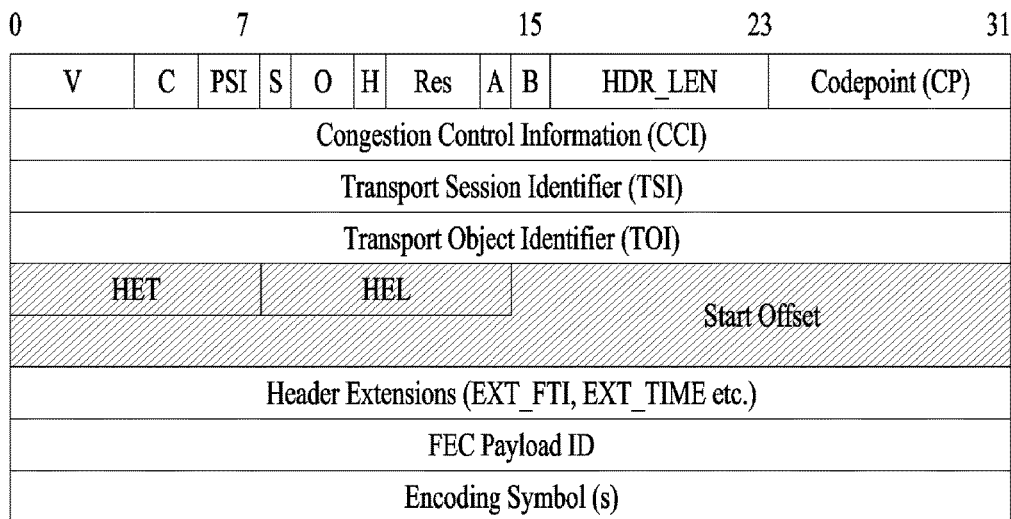 0 7 15 23 31
V C PSI S O H Res A B HDR_LEN Codepoint (CP)
Congestion Control Information (CCI)
Transport Session Identifier (TSI)
Transport Object Identifier (TOI)
HET HEL
Start Offset
Header Extensions (EXT_FTI, EXT_TIME etc.)
FEC Payload ID
Encoding Symbol (s)